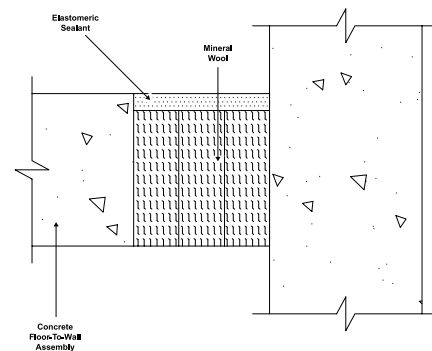 Elastomeric
Sealant
Mineral
Wool
Concrete
Floor-To-Wall
Assembly